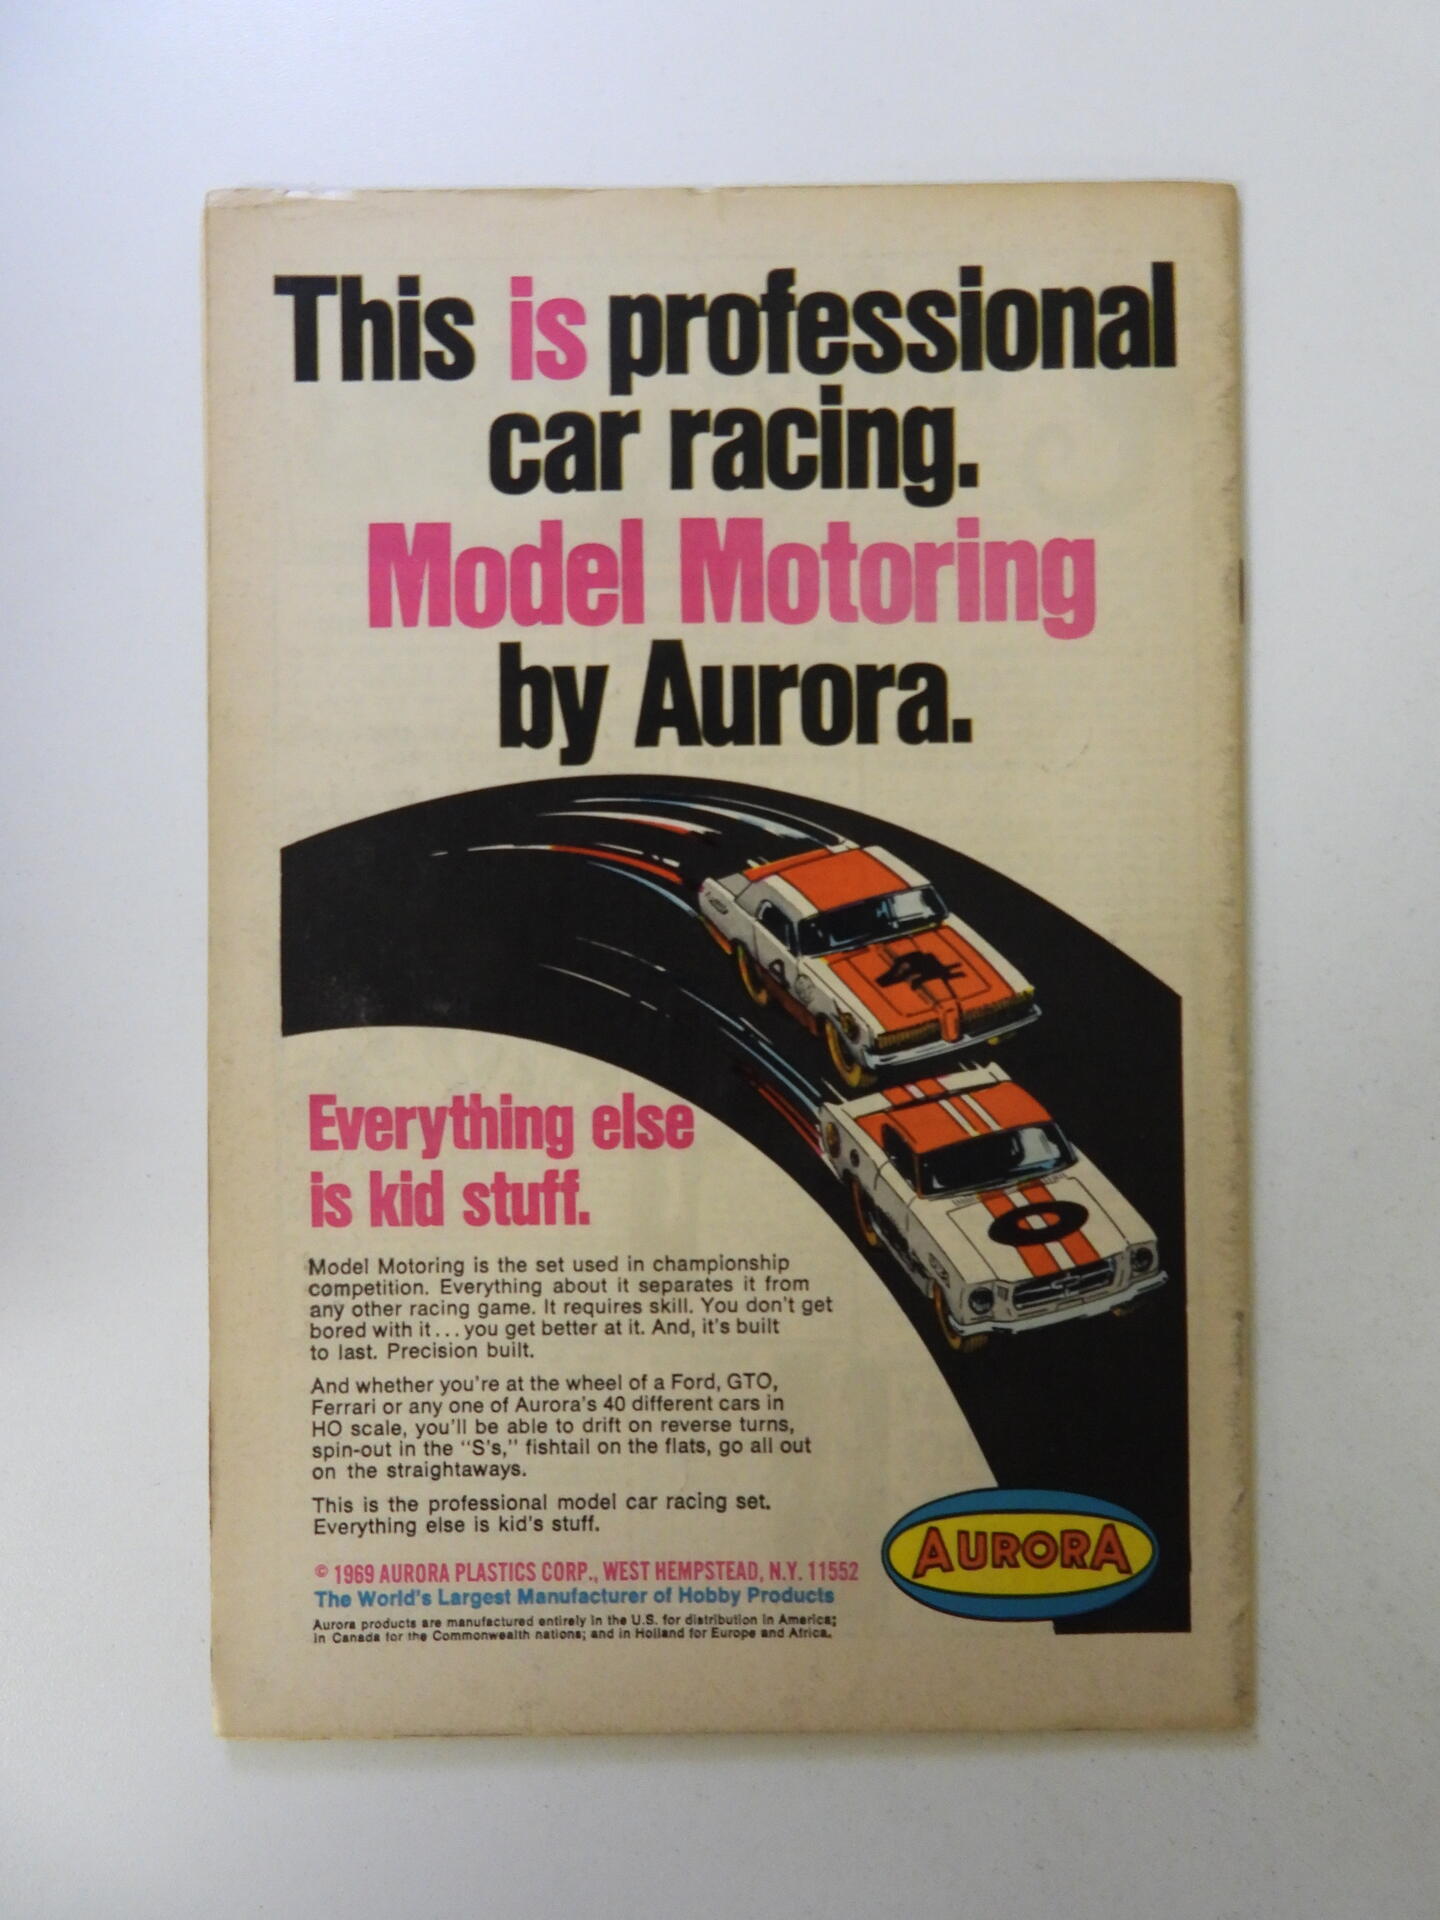 This is professional
car racing.
Model Motoring
by Aurora.
Everything else
is kid stuff.
Model Motoring is the set used in championship
competition. Everything about it separates it from
any other racing game. It requires skill. You don't get
bored with it...you get better at it. And, it's built
to last. Precision built.
And whether you're at the wheel of a Ford, GTO,
Ferrari or any one of Aurora's 40 different cars in
HO scale, you'll be able to drift on reverse turns,
spin-out in the "S's," fishtail on the flats, go all out
on the straightaways.
This is the professional model car racing set.
Everything else is kid's stuff.
© 1969 AURORA PLASTICS CORP., WEST HEMPSTEAD, N.Y. 11552
The World's Largest Manufacturer of Hobby Products
Aurora products are manufactured entirely in the U.S. for distribution in America;
in Canada for the Commonwealth nations; and in Holland for Europe and Africa.
AURORA